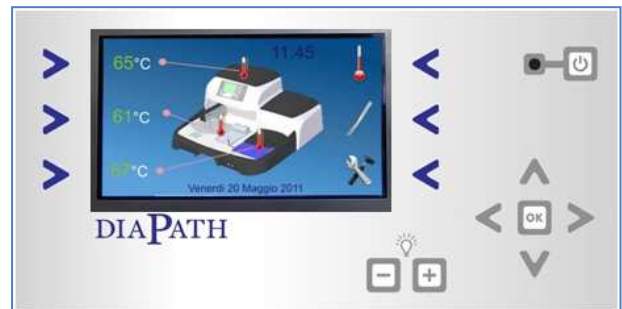 11:45
65°C
61°C
67°C
Venerdì 20 Maggio 2011
DIAPATH
OK